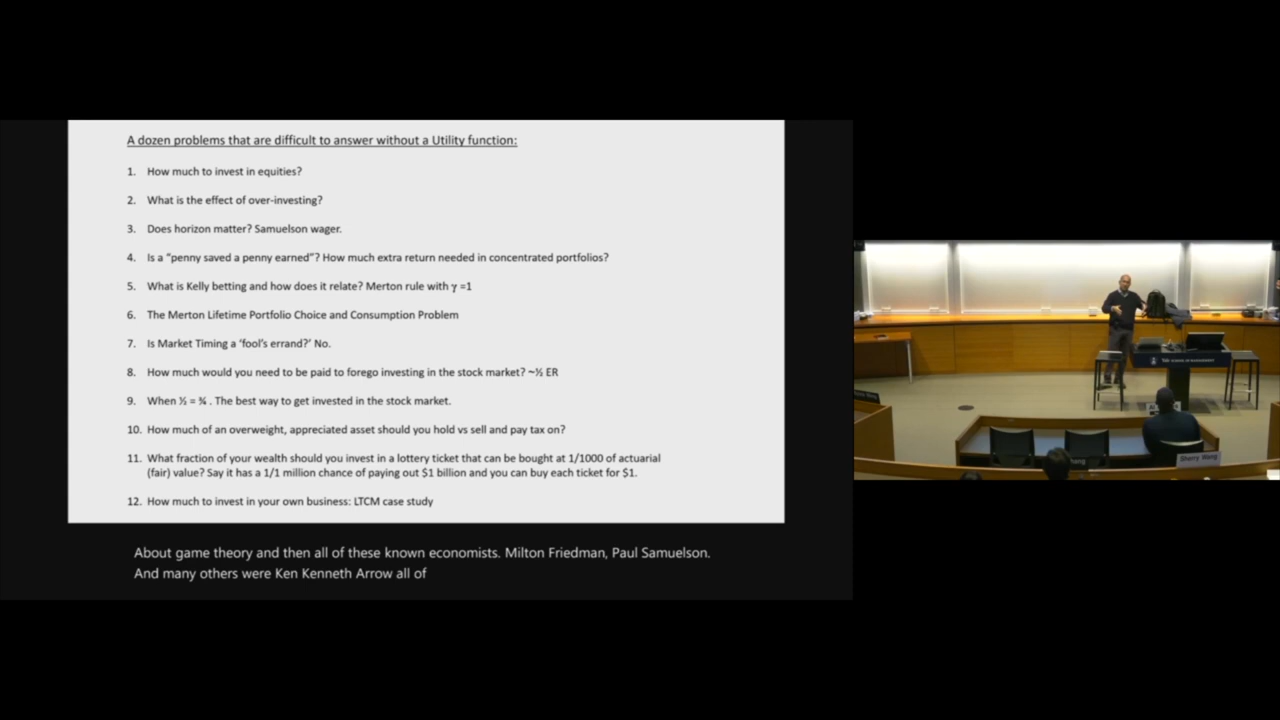 A dozen problems that are difficult to answer without a Utility function:
1. How much to invest in equities?
2. What is the effect of over-investing?
3. Does horizon matter? Samuelson wager.
4. Is a “penny saved a penny earned”? How much extra return needed in concentrated portfolios?
5. What is Kelly betting and how does it relate? Merton rule with γ =1
6. The Merton Lifetime Portfolio Choice and Consumption Problem
7. Is Market Timing a ‘fool’s errand?’ No.
8. How much would you need to be paid to forego investing in the stock market? ~½ ER
9. When ½ = ¾ . The best way to get invested in the stock market.
10. How much of an overweight, appreciated asset should you hold vs sell and pay tax on?
11. What fraction of your wealth should you invest in a lottery ticket that can be bought at 1/1000 of actuarial
(fair) value? Say it has a 1/1 million chance of paying out $1 billion and you can buy each ticket for $1.
12. How much to invest in your own business: LTCM case study
About game theory and then all of these known economists. Milton Friedman, Paul Samuelson.
And many others were Ken Kenneth Arrow all of
Yale SCHOOL OF MANAGEMENT
Sherry Wang